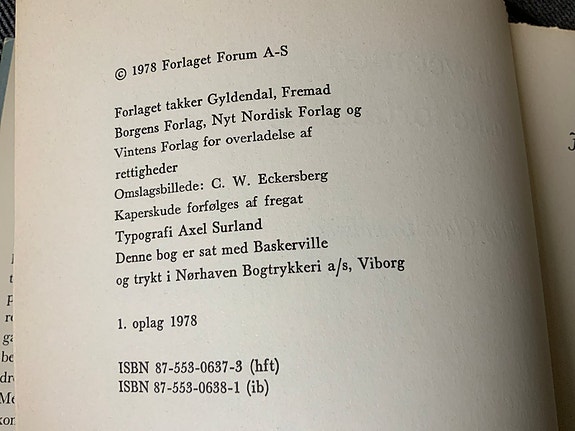 © 1978 Forlaget Forum A-S
Forlaget takker Gyldendal, Fremad
Borgens Forlag, Nyt Nordisk Forlag og
Vintens Forlag for overladelse af
rettigheder
Omslagsbillede: C. W. Eckersberg
Kaperskude forfølges af fregat
Typografi Axel Surland
Denne bog er sat med Baskerville
og trykt i Nørhaven Bogtrykkeri a/s, Viborg
1. oplag 1978
ISBN 87-553-0637-3 (hft)
ISBN 87-553-0638-1 (ib)